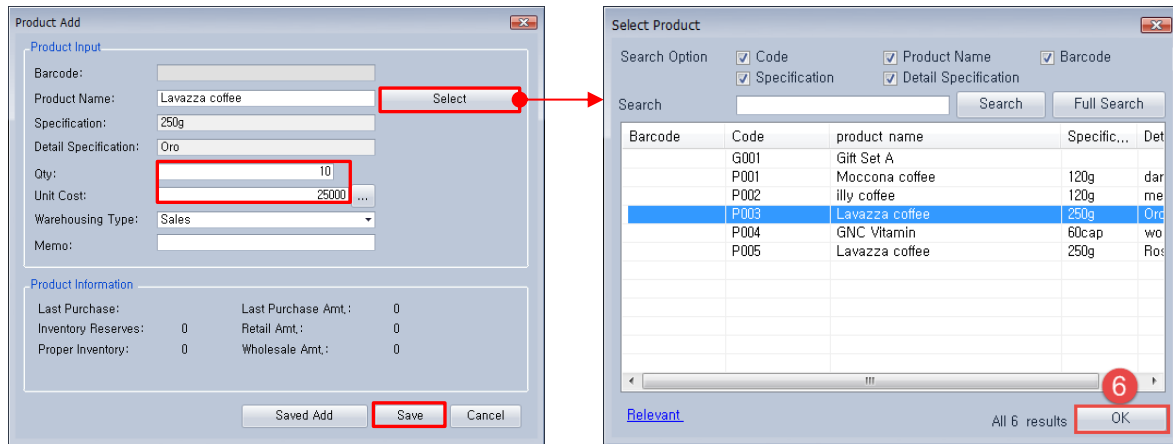 Product Add
Product Input
Barcode:
Product Name: Lavazza coffee Select
Specification: 250g
Detail Specification: Oro
Qty: 10
Unit Cost: 25000 ...
Warehousing Type: Sales
Memo:
Product Information
Last Purchase: Last Purchase Amt.: 0
Inventory Reserves: 0 Retail Amt.: 0
Proper Inventory: 0 Wholesale Amt.: 0
Saved Add Save Cancel
Select Product
Search Option Code Product Name Barcode
Specification Detail Specification
Search Search Full Search
Barcode Code product name Specific... Det
G001 Gift Set A
P001 Moccona coffee 120g dar
P002 illy coffee 120g me
P003 Lavazza coffee 250g Oro
P004 GNC Vitamin 60cap wo
P005 Lavazza coffee 250g Ros
6
Relevant All 6 results OK